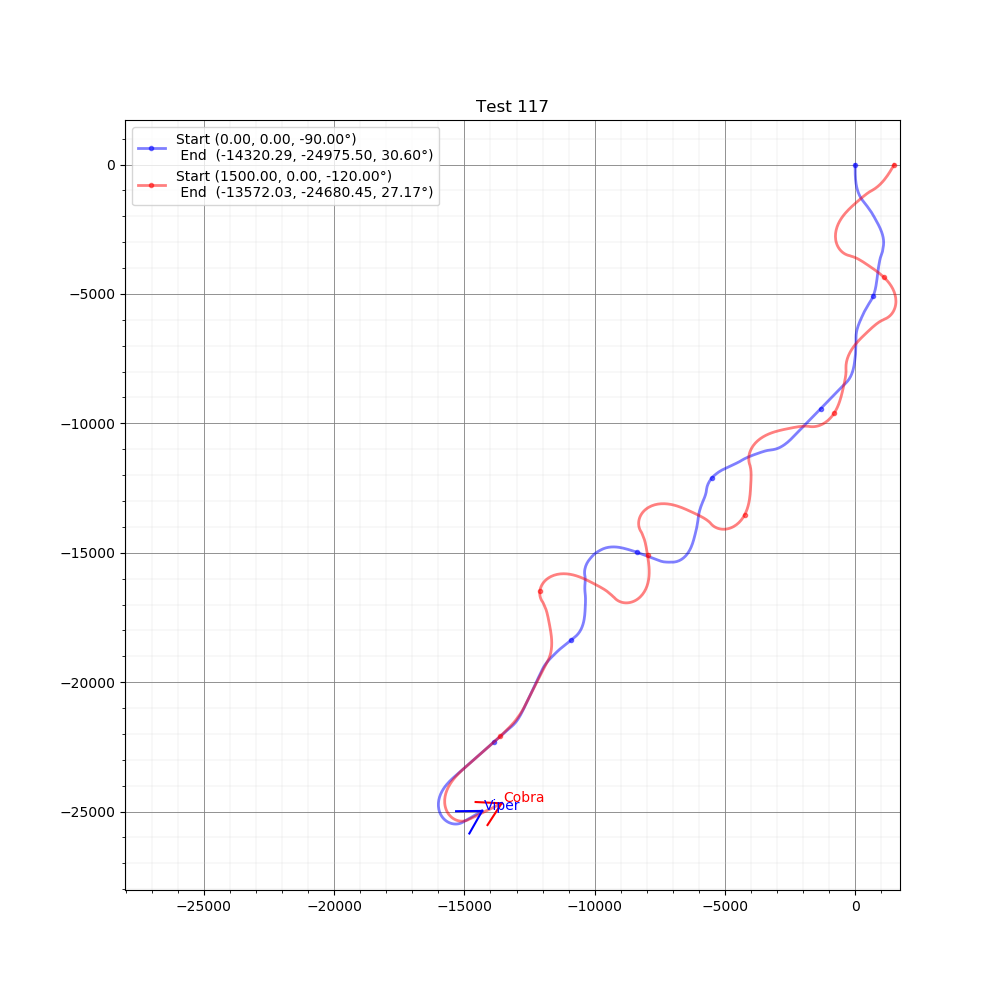 Test 117
Start (0.00, 0.00, -90.00°)
End (-14320.29, -24975.50, 30.60°)
Start (1500.00, 0.00, -120.00°)
End (-13572.03, -24680.45, 27.17°)
0
−5000
−10000
−15000
−20000
−25000
Cobra
Viper
−25000 −20000 −15000 −10000 −5000 0